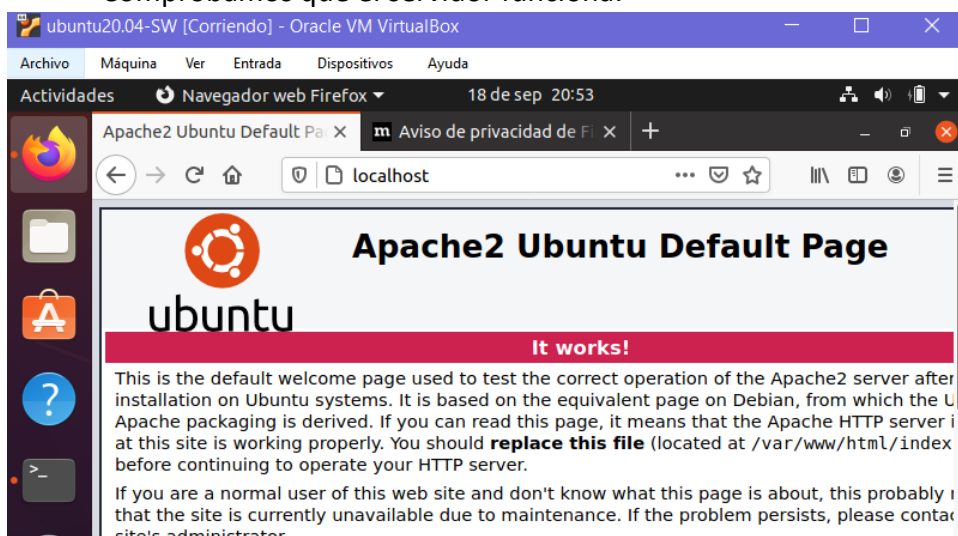 Comprobamos que el servidor funciona.
ubuntu20.04-SW [Corriendo] - Oracle VM VirtualBox
Archivo Máquina Ver Entrada Dispositivos Ayuda
Actividades Navegador web Firefox 18 de sep 20:53
Apache2 Ubuntu Default Pa m Aviso de privacidad de Fi
localhost
Apache2 Ubuntu Default Page
ubuntu
It works!
This is the default welcome page used to test the correct operation of the Apache2 server after
installation on Ubuntu systems. It is based on the equivalent page on Debian, from which the U
Apache packaging is derived. If you can read this page, it means that the Apache HTTP server i
at this site is working properly. You should replace this file (located at /var/www/html/index
before continuing to operate your HTTP server.
If you are a normal user of this web site and don't know what this page is about, this probably
that the site is currently unavailable due to maintenance. If the problem persists, please contac
site's administrator.